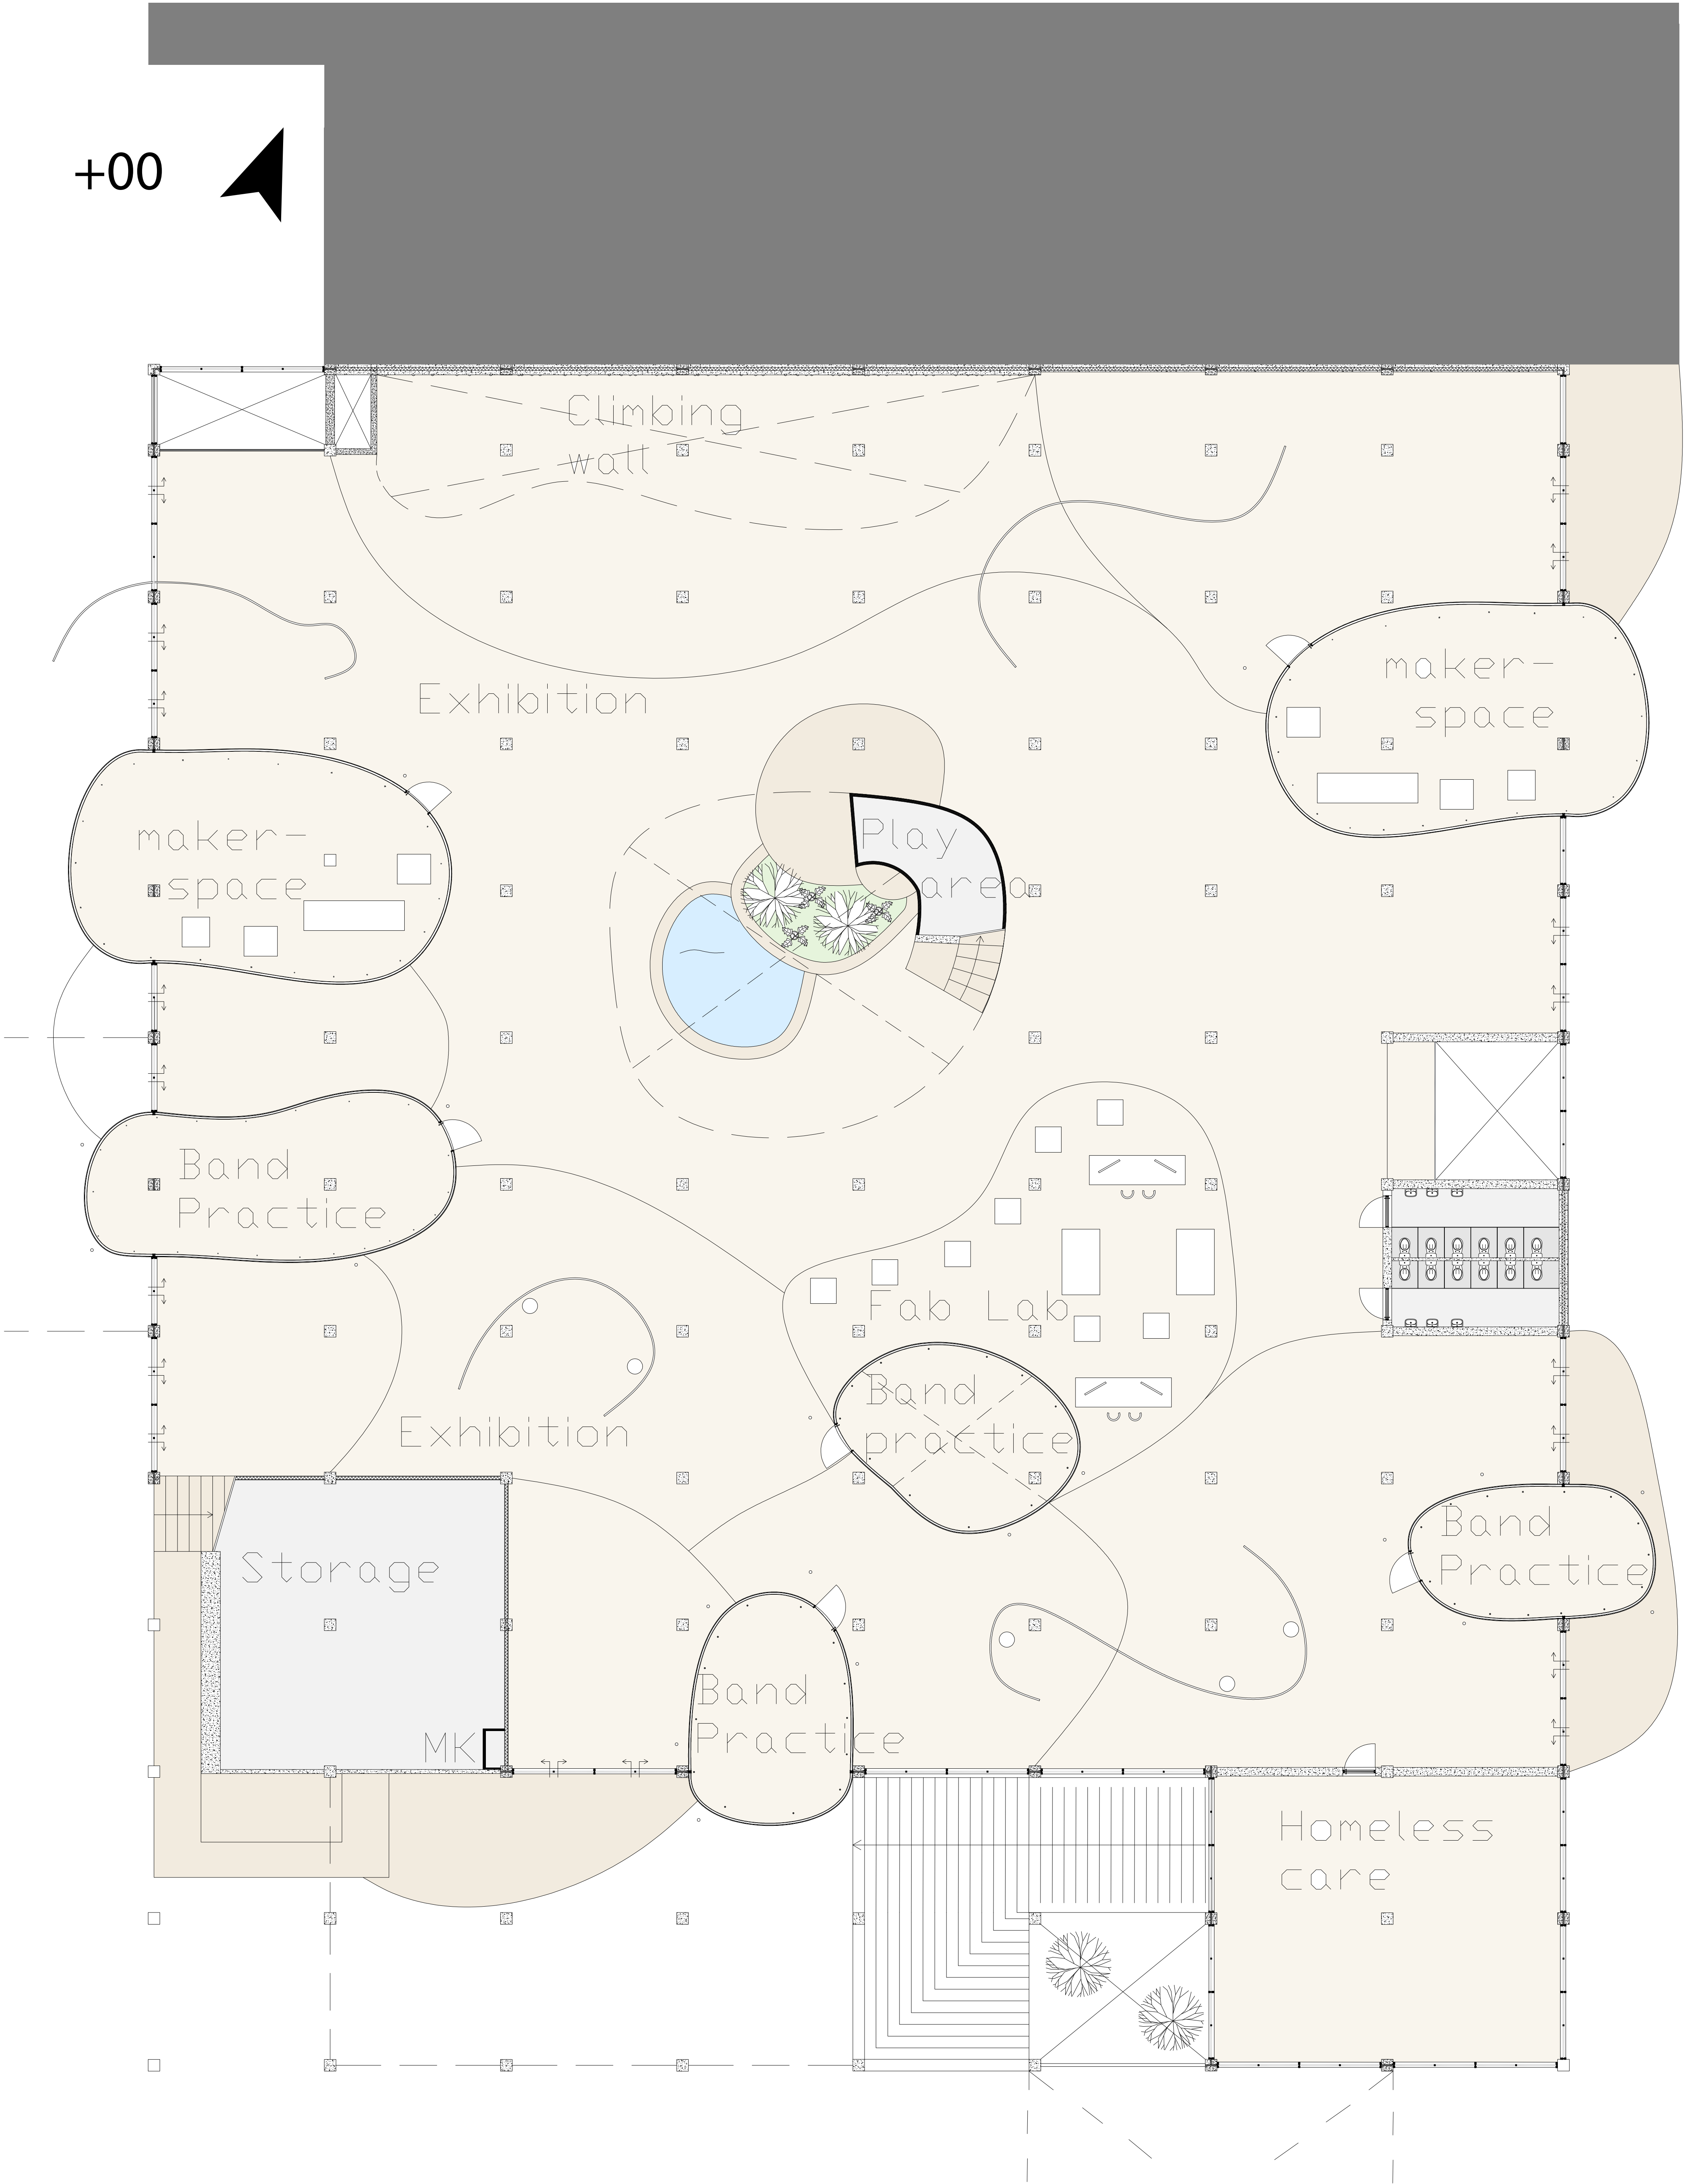 +00
Climbing
wall
Exhibition
maker-
space
maker-
space
Play
area
Band
Practice
Fab Lab
Band
practice
Exhibition
Band
Practice
Storage
MK
Band
Practice
Homeless
care